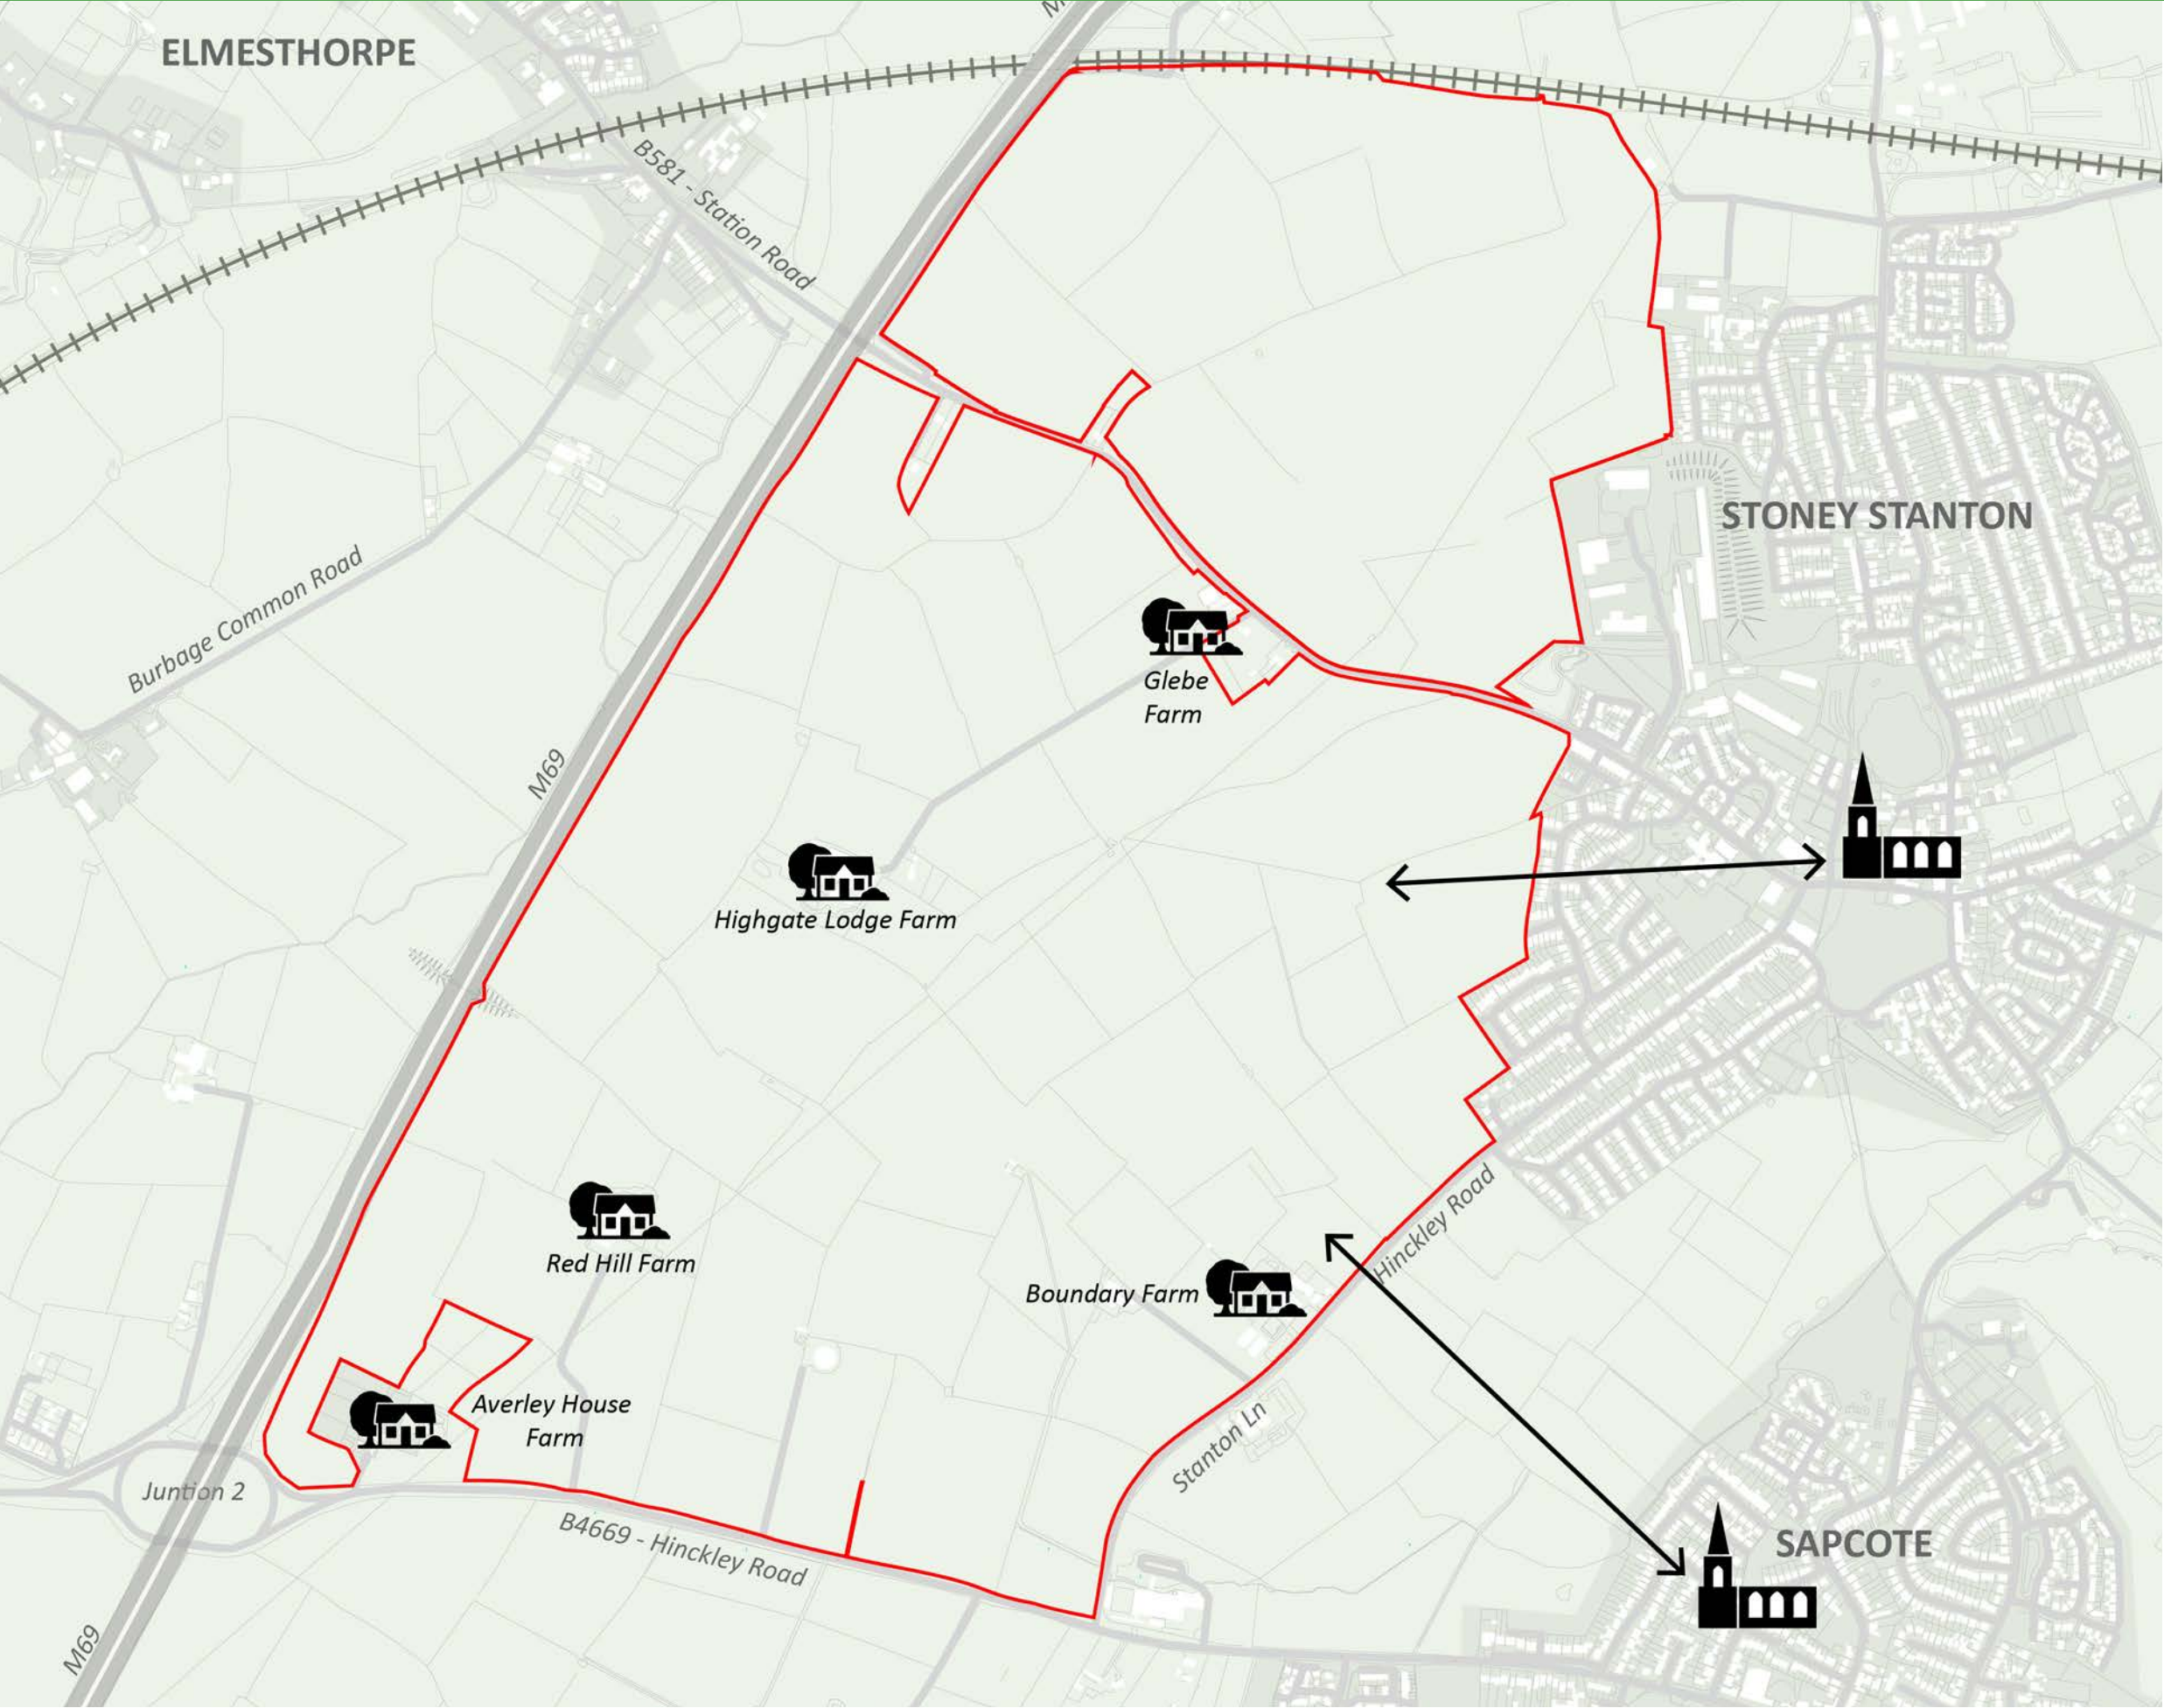 ELMESTHORPE
B581 - Station Road
STONEY STANTON
Burbage Common Road
Glebe
Farm
M69
Highgate Lodge Farm
Hinckley Road
Red Hill Farm
Boundary Farm
Averley House
Farm
Stanton Ln
Juntion 2
B4669 - Hinckley Road
SAPCOTE
M69